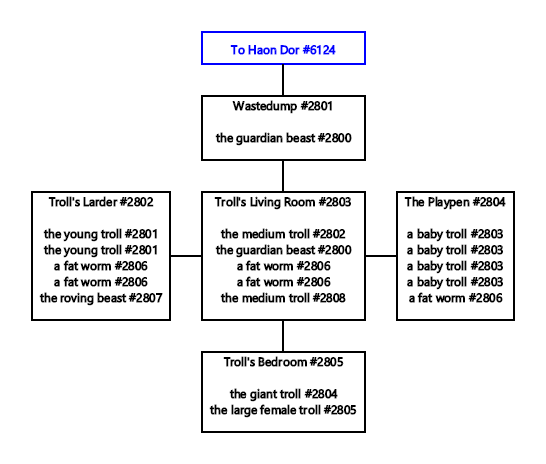 To Haon Dor #6124
Wastedump #2801
the guardian beast #2800
Troll's Larder #2802
the young troll #2801
the young troll #2801
a fat worm #2806
a fat worm #2806
the roving beast #2807
Troll's Living Room #2803
the medium troll #2802
the guardian beast #2800
a fat worm #2806
a fat worm #2806
the medium troll #2808
The Playpen #2804
a baby troll #2803
a baby troll #2803
a baby troll #2803
a baby troll #2803
a fat worm #2806
Troll's Bedroom #2805
the giant troll #2804
the large female troll #2805